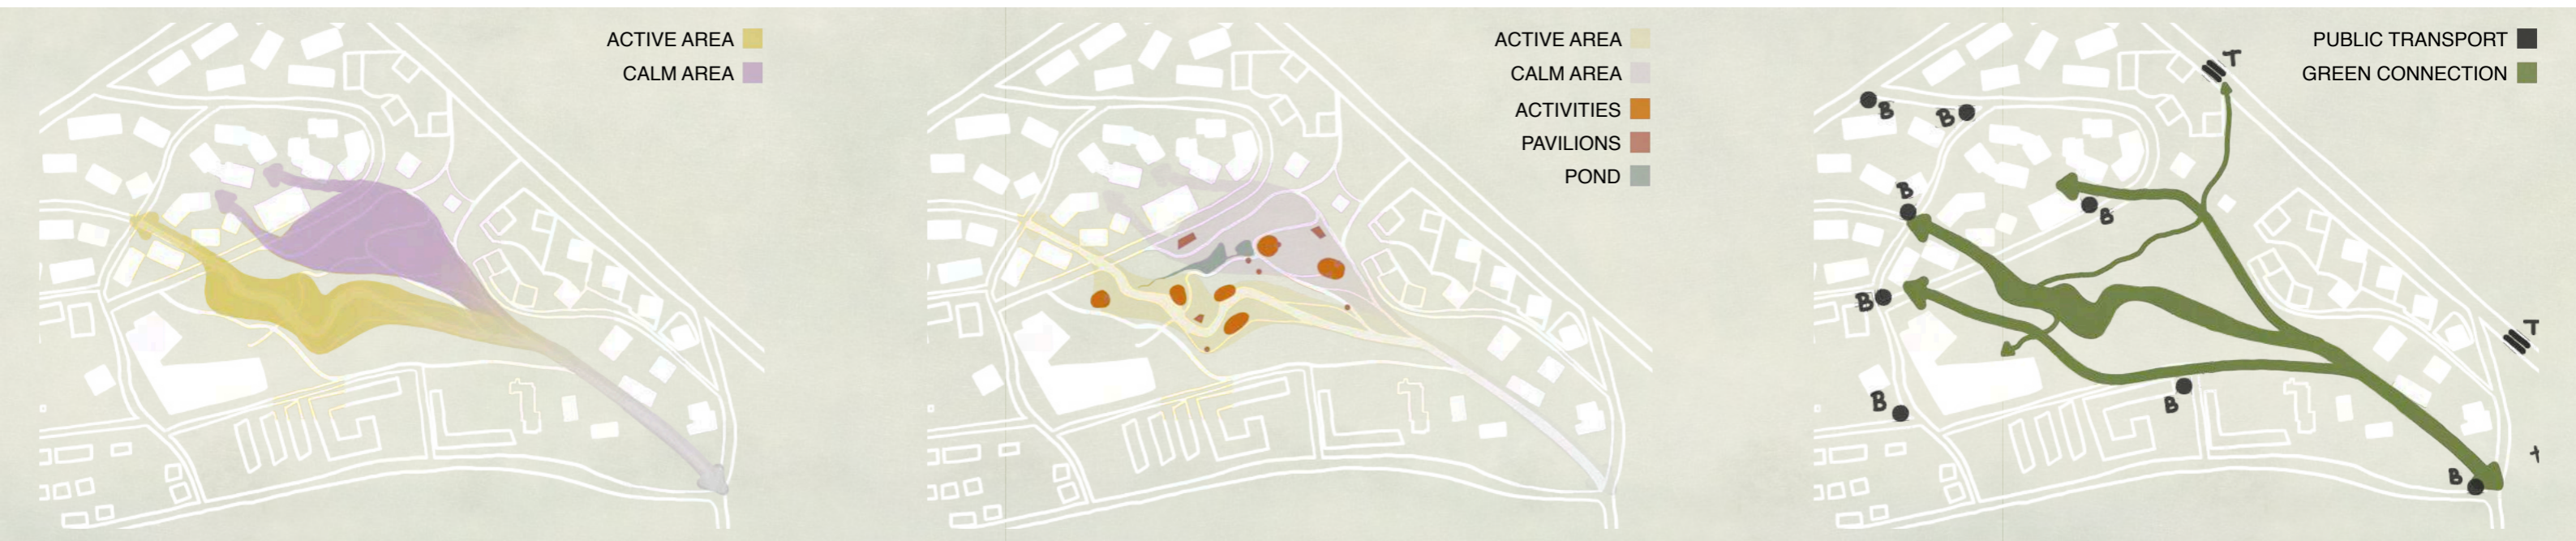 ACTIVE AREA
CALM AREA
ACTIVE AREA
CALM AREA
ACTIVITIES
PAVILIONS
POND
PUBLIC TRANSPORT
GREEN CONNECTION
T
B
B
B
B
B
T
B
B
B